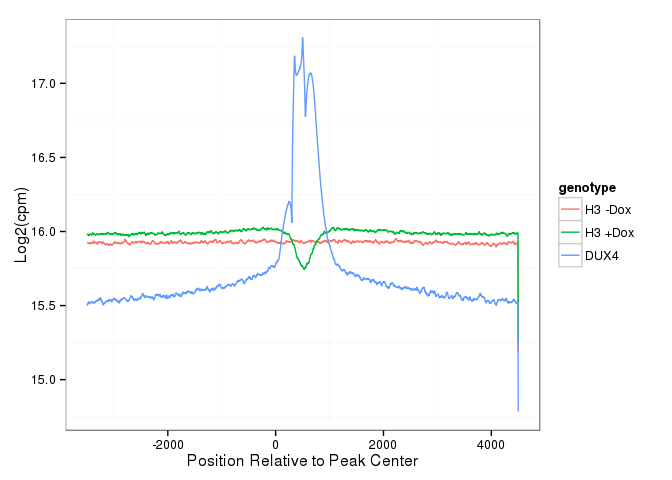 17.0
16.5
16.0
15.5
15.0
Log2(cpm)
-2000
0
2000
4000
Position Relative to Peak Center
genotype
H3 -Dox
H3 +Dox
DUX4